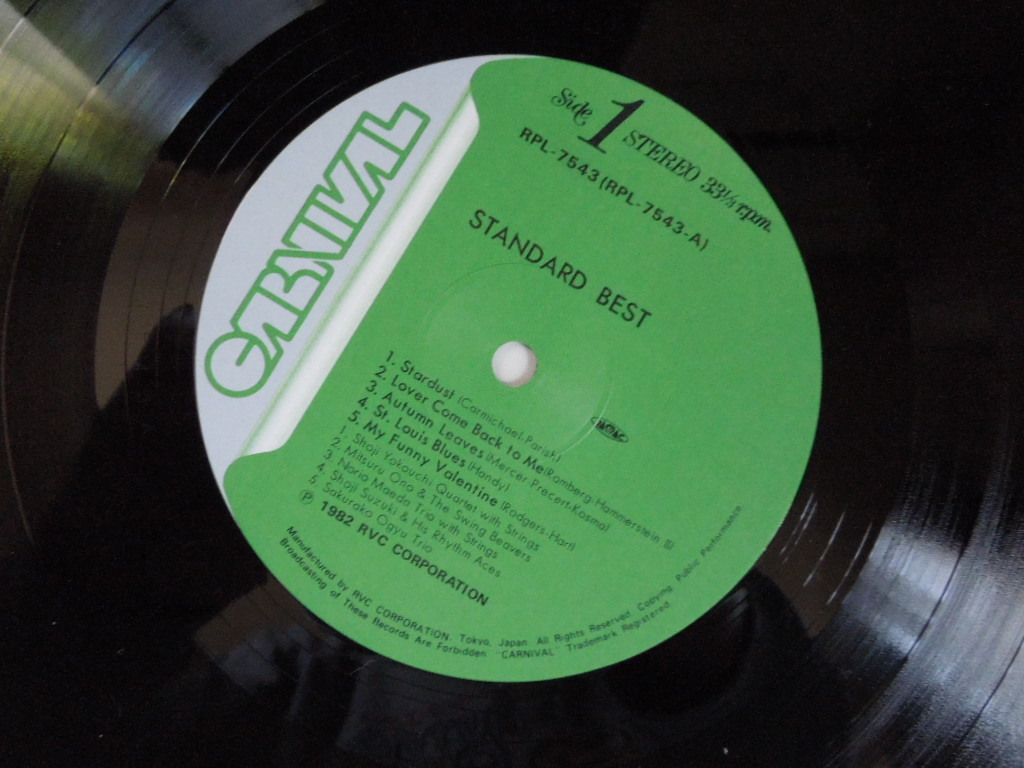 CARNIVAL
Side 1 STEREO 33⅓ rpm.
RPL-7543 (RPL-7543-A)
STANDARD BEST
1. Stardust (Carmichael-Parish)
2. Lover Come Back to Me (Romberg-Hammerstein II)
3. Autumn Leaves (Mercer-Precert-Kosma)
4. St. Louis Blues (Handy)
5. My Funny Valentine (Rodgers-Hart)
1. Shoji Yokouchi Quartet with Strings
2. Mitsuru Ono & The Swing Beavers
3. Norio Maeda Trio with Strings
4. Shoji Suzuki & His Rhythm Aces
5. Sakurako Ogyu Trio
Ⓟ 1982 RVC CORPORATION
Manufactured by RVC CORPORATION, Tokyo, Japan. All Rights Reserved. Copying, Public Performance,
Broadcasting of These Records Are Forbidden. "CARNIVAL" Trademark Registered.